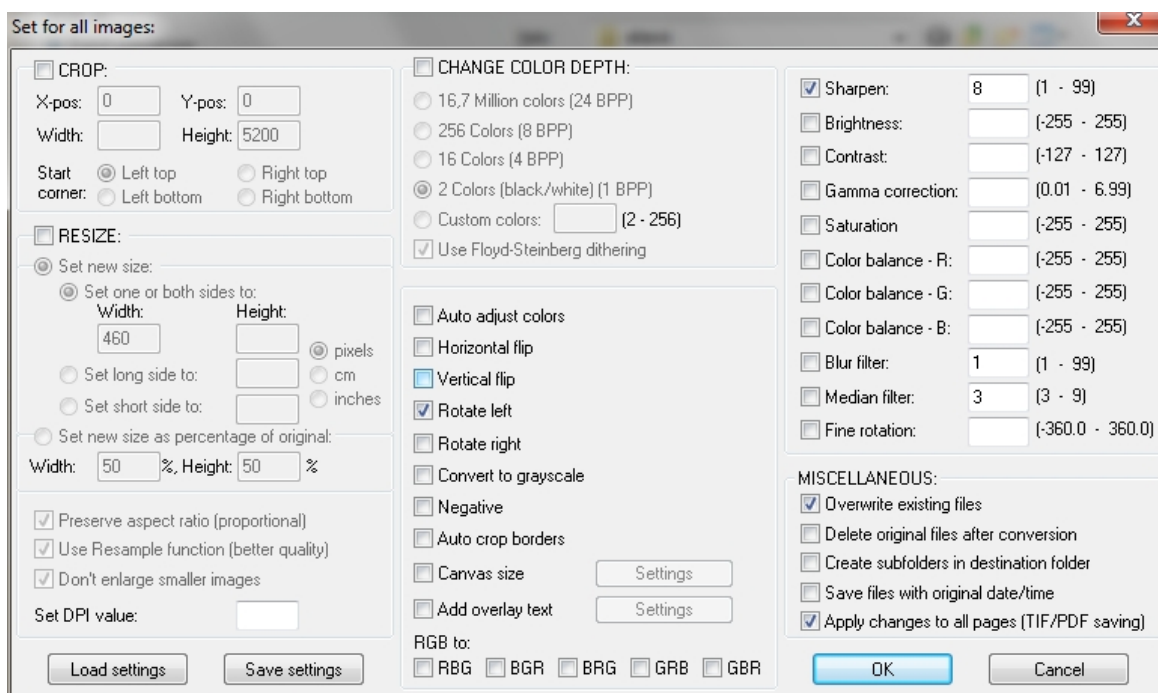 Set for all images:
CROP:
X-pos: 0 Y-pos: 0
Width: Height: 5200
Start corner: Left top Right top
Left bottom Right bottom
RESIZE:
Set new size:
Set one or both sides to:
Width: Height:
460
pixels
Set long side to: cm
Set short side to: inches
Set new size as percentage of original:
Width: 50 %, Height: 50 %
Preserve aspect ratio (proportional)
Use Resample function (better quality)
Don't enlarge smaller images
Set DPI value:
Load settings Save settings
CHANGE COLOR DEPTH:
16,7 Million colors (24 BPP)
256 Colors (8 BPP)
16 Colors (4 BPP)
2 Colors (black/white) (1 BPP)
Custom colors: (2 - 256)
Use Floyd-Steinberg dithering
Auto adjust colors
Horizontal flip
Vertical flip
Rotate left
Rotate right
Convert to grayscale
Negative
Auto crop borders
Canvas size Settings
Add overlay text Settings
RGB to:
RBG BGR BRG GRB GBR
Sharpen: 8 (1 - 99)
Brightness: (-255 - 255)
Contrast: (-127 - 127)
Gamma correction: (0.01 - 6.99)
Saturation (-255 - 255)
Color balance - R: (-255 - 255)
Color balance - G: (-255 - 255)
Color balance - B: (-255 - 255)
Blur filter: 1 (1 - 99)
Median filter: 3 (3 - 9)
Fine rotation: (-360.0 - 360.0)
MISCELLANEOUS:
Overwrite existing files
Delete original files after conversion
Create subfolders in destination folder
Save files with original date/time
Apply changes to all pages (TIF/PDF saving)
OK Cancel